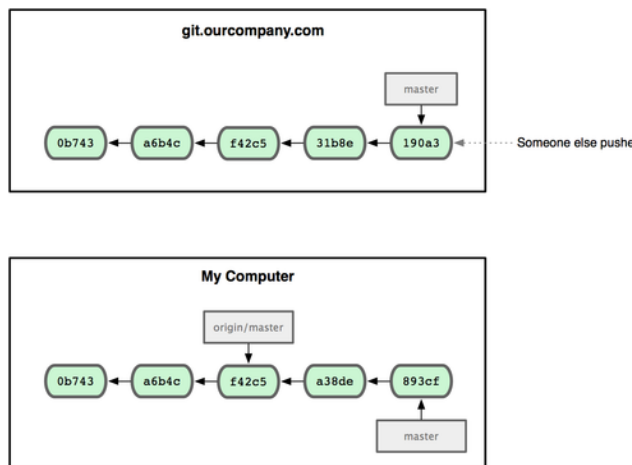 git.ourcompany.com
master
0b743 a6b4c f42c5 31b8e 190a3 Someone else pushe
My Computer
origin/master
0b743 a6b4c f42c5 a38de 893cf
master